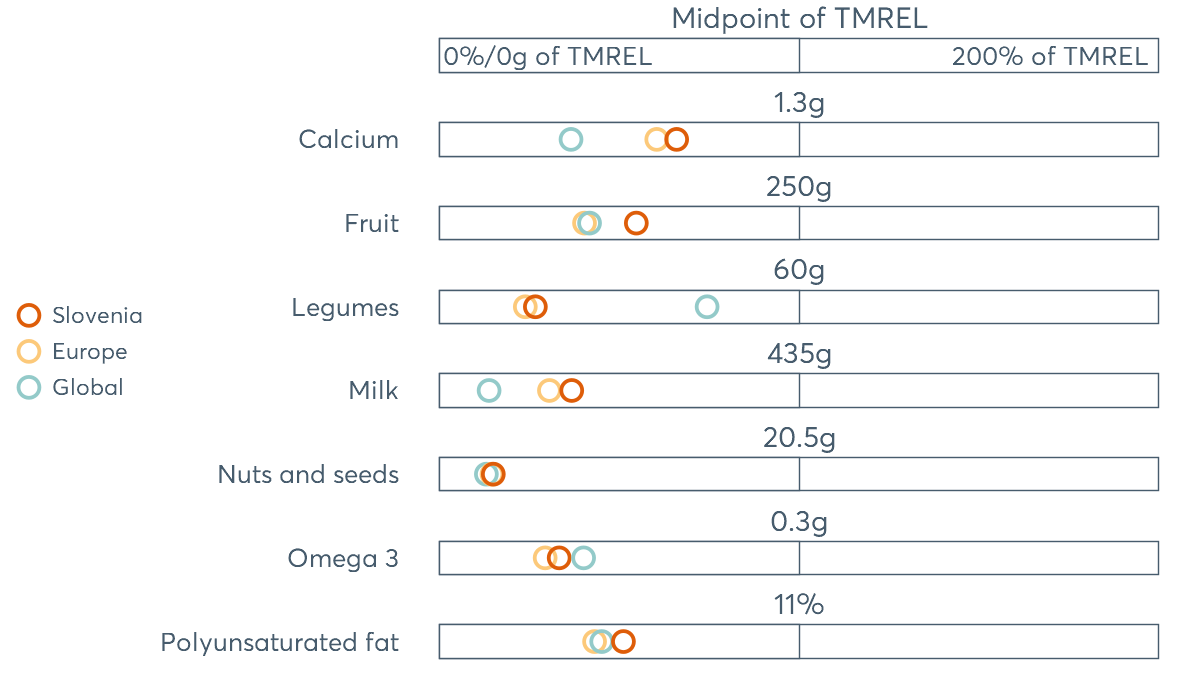 Midpoint of TMREL
0%/0g of TMREL
200% of TMREL
1.3g
Calcium
250g
Fruit
60g
Legumes
Slovenia
Europe
Global
435g
Milk
20.5g
Nuts and seeds
0.3g
Omega 3
11%
Polyunsaturated fat